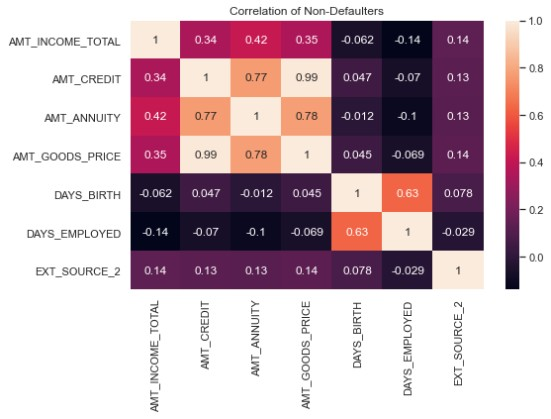 Correlation of Non-Defaulters
AMT_INCOME_TOTAL 1 0.34 0.42 0.35 -0.062 -0.14 0.14
AMT_CREDIT 0.34 1 0.77 0.99 0.047 -0.07 0.13
AMT_ANNUITY 0.42 0.77 1 0.78 -0.012 -0.1 0.13
AMT_GOODS_PRICE 0.35 0.99 0.78 1 0.045 -0.069 0.14
DAYS_BIRTH -0.062 0.047 -0.012 0.045 1 0.63 0.078
DAYS_EMPLOYED -0.14 -0.07 -0.1 -0.069 0.63 1 -0.029
EXT_SOURCE_2 0.14 0.13 0.13 0.14 0.078 -0.029 1
AMT_INCOME_TOTAL
AMT_CREDIT
AMT_ANNUITY
AMT_GOODS_PRICE
DAYS_BIRTH
DAYS_EMPLOYED
EXT_SOURCE_2
1.0
0.8
0.6
0.4
0.2
0.0